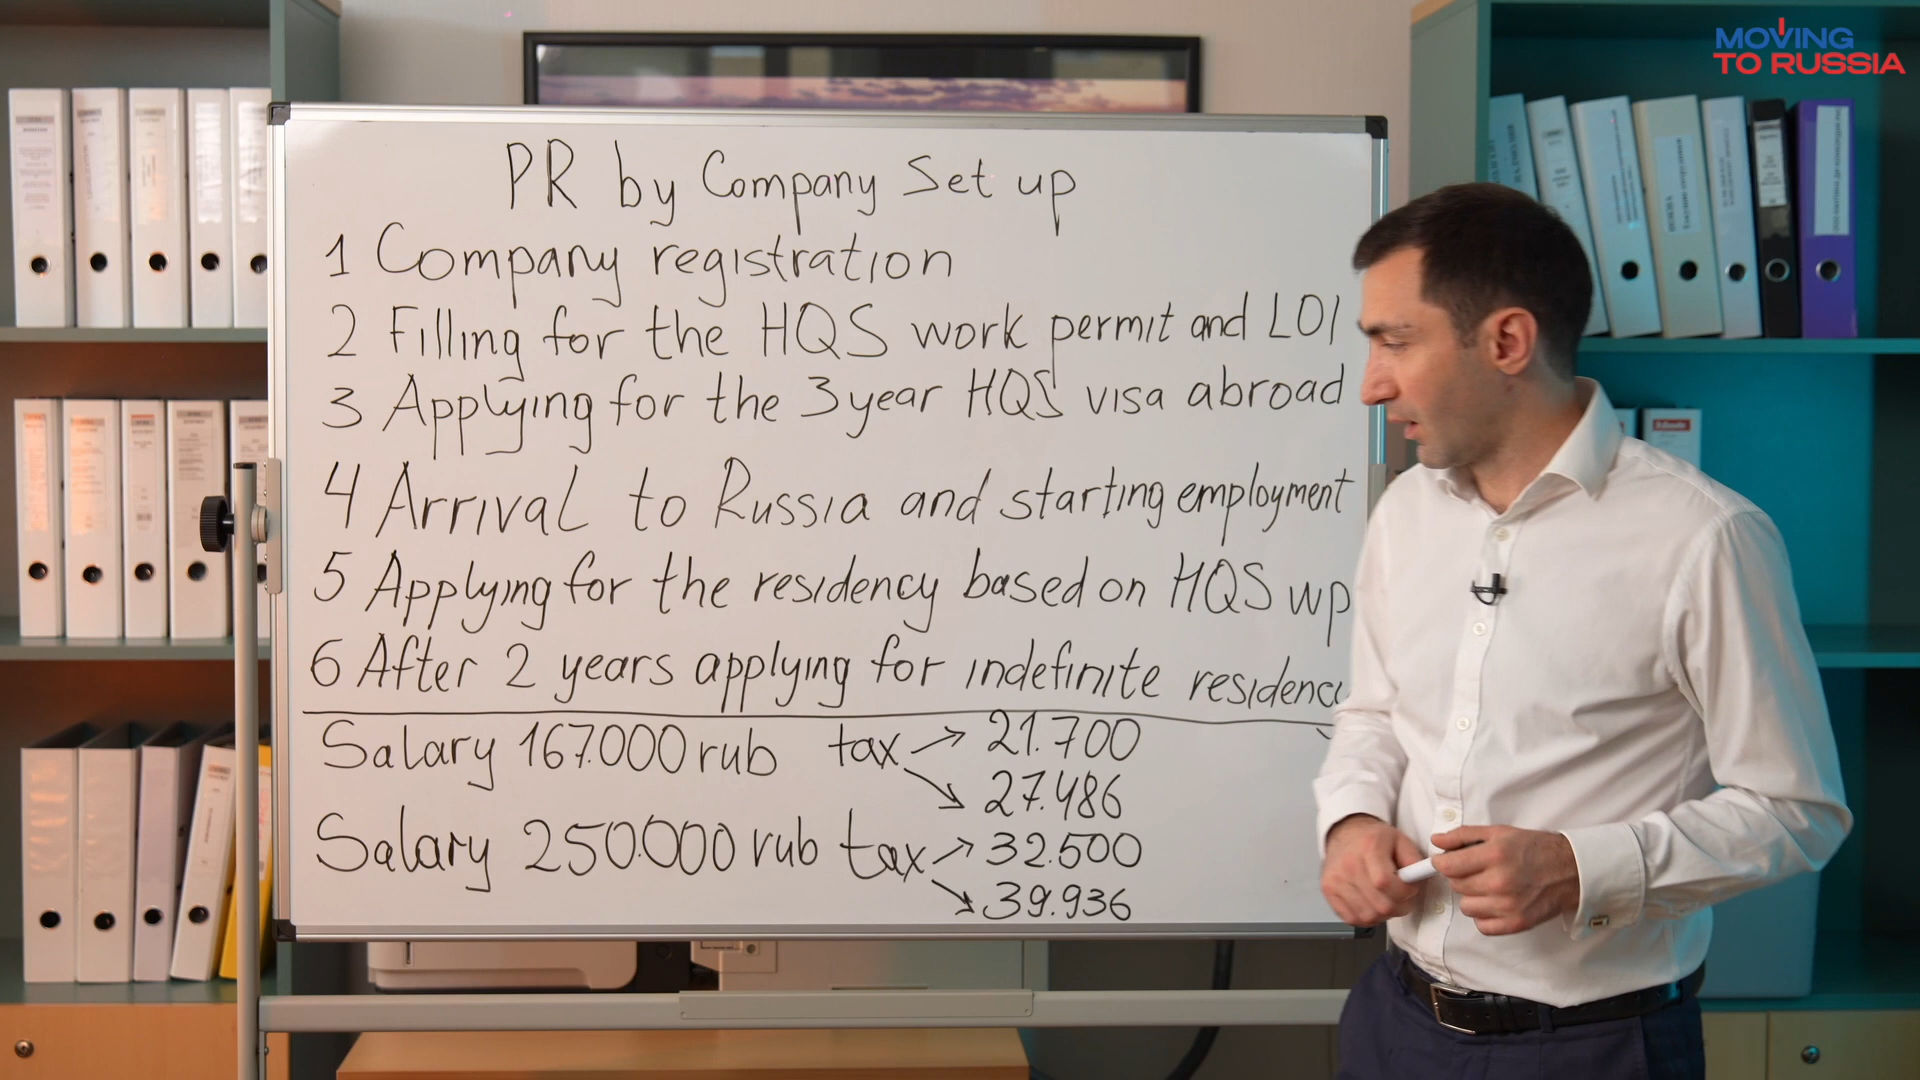 MOVING
TO RUSSIA
PR by Company Set up
1 Company registration
2 Filling for the HQS work permit and LOI
3 Applying for the 3 year HQS visa abroad
4 Arrival to Russia and starting employment
5 Applying for the residency based on HQS wp
6 After 2 years applying for indefinite residency
Salary 167.000 rub tax → 21.700
↘ 27.486
Salary 250.000 rub tax → 32.500
↘ 39.936